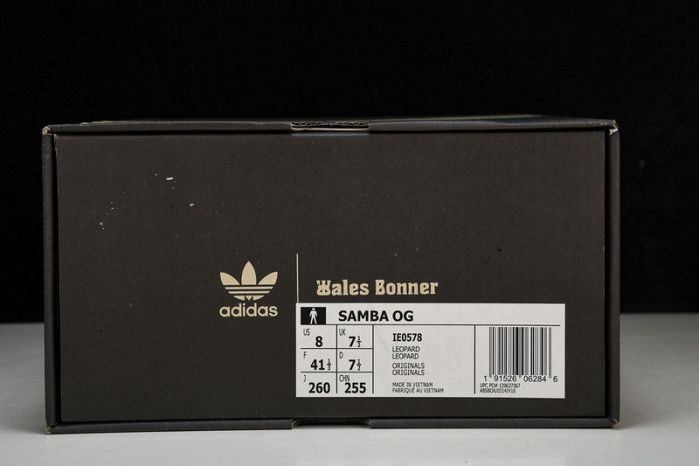 adidas
Wales Bonner
SAMBA OG
US 8 UK 7½
F 41⅓ D 7½
J 260 CHN 255
IE0578
LEOPARD
LEOPARD
ORIGINALS
ORIGINALS
MADE IN VIETNAM
FABRIQUÉ AU VIETNAM
1 91526 06284 6